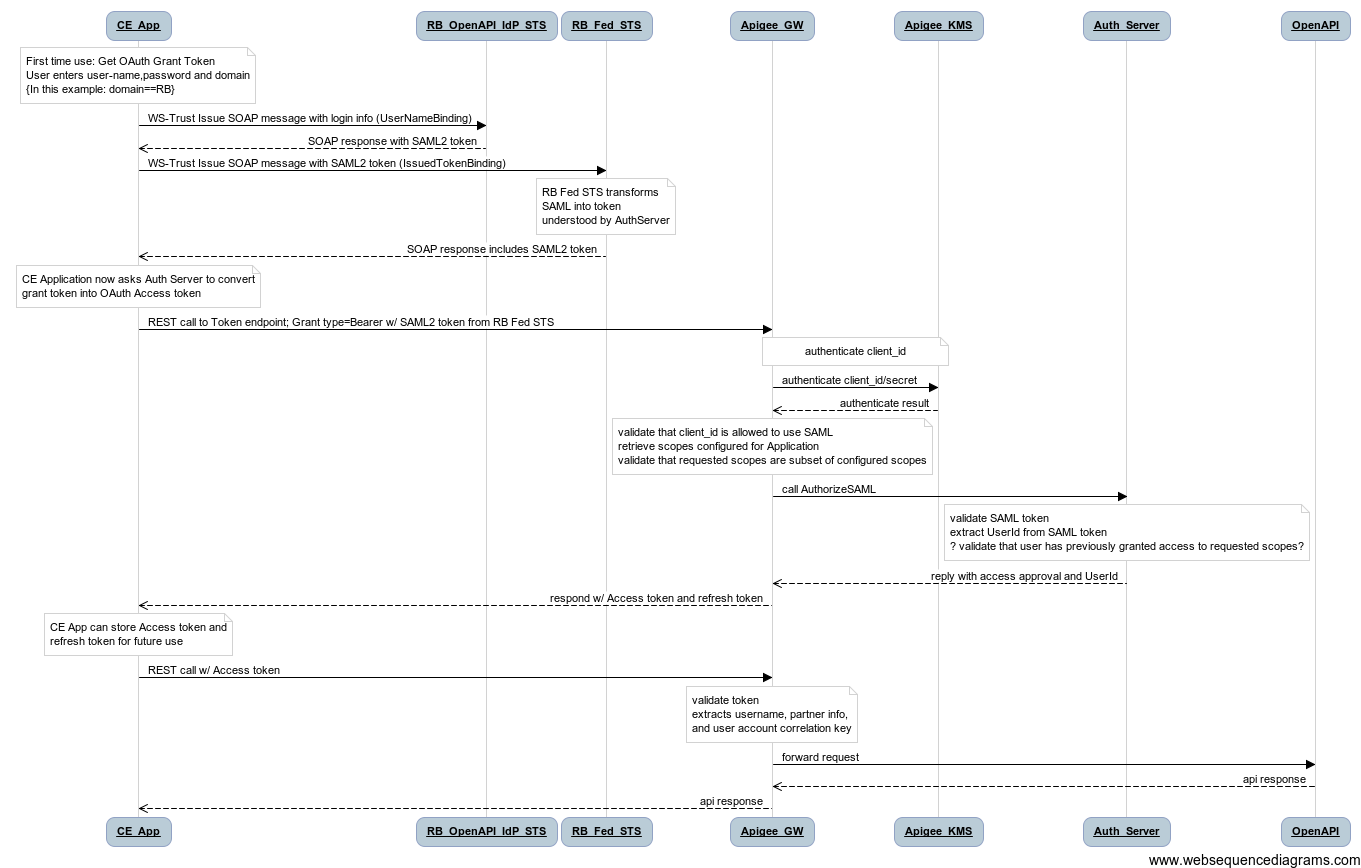 CE_App
RB_OpenAPI_IdP_STS
RB_Fed_STS
Apigee_GW
Apigee_KMS
Auth_Server
OpenAPI
First time use: Get OAuth Grant Token
User enters user-name,password and domain
{In this example: domain==RB}
WS-Trust Issue SOAP message with login info (UserNameBinding)
SOAP response with SAML2 token
WS-Trust Issue SOAP message with SAML2 token (IssuedTokenBinding)
RB Fed STS transforms
SAML into token
understood by AuthServer
SOAP response includes SAML2 token
CE Application now asks Auth Server to convert
grant token into OAuth Access token
REST call to Token endpoint; Grant type=Bearer w/ SAML2 token from RB Fed STS
authenticate client_id
authenticate client_id/secret
authenticate result
validate that client_id is allowed to use SAML
retrieve scopes configured for Application
validate that requested scopes are subset of configured scopes
call AuthorizeSAML
validate SAML token
extract UserId from SAML token
? validate that user has previously granted access to requested scopes?
reply with access approval and UserId
respond w/ Access token and refresh token
CE App can store Access token and
refresh token for future use
REST call w/ Access token
validate token
extracts username, partner info,
and user account correlation key
forward request
api response
api response
CE_App
RB_OpenAPI_IdP_STS
RB_Fed_STS
Apigee_GW
Apigee_KMS
Auth_Server
OpenAPI
www.websequencediagrams.com